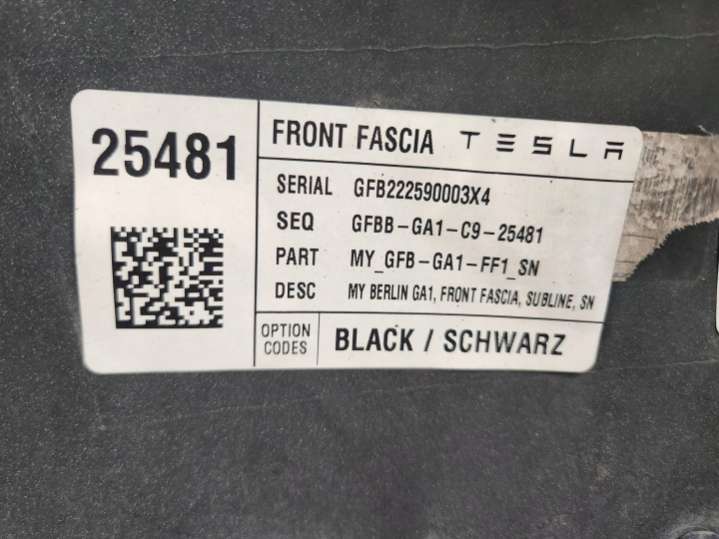 25481
FRONT FASCIA TESLA
SERIAL GFB222590003X4
SEQ GFBB-GA1-C9-25481
PART MY_GFB-GA1-FF1_SN
DESC MY BERLIN GA1, FRONT FASCIA, SUBLINE, SN
OPTION CODES BLACK / SCHWARZ